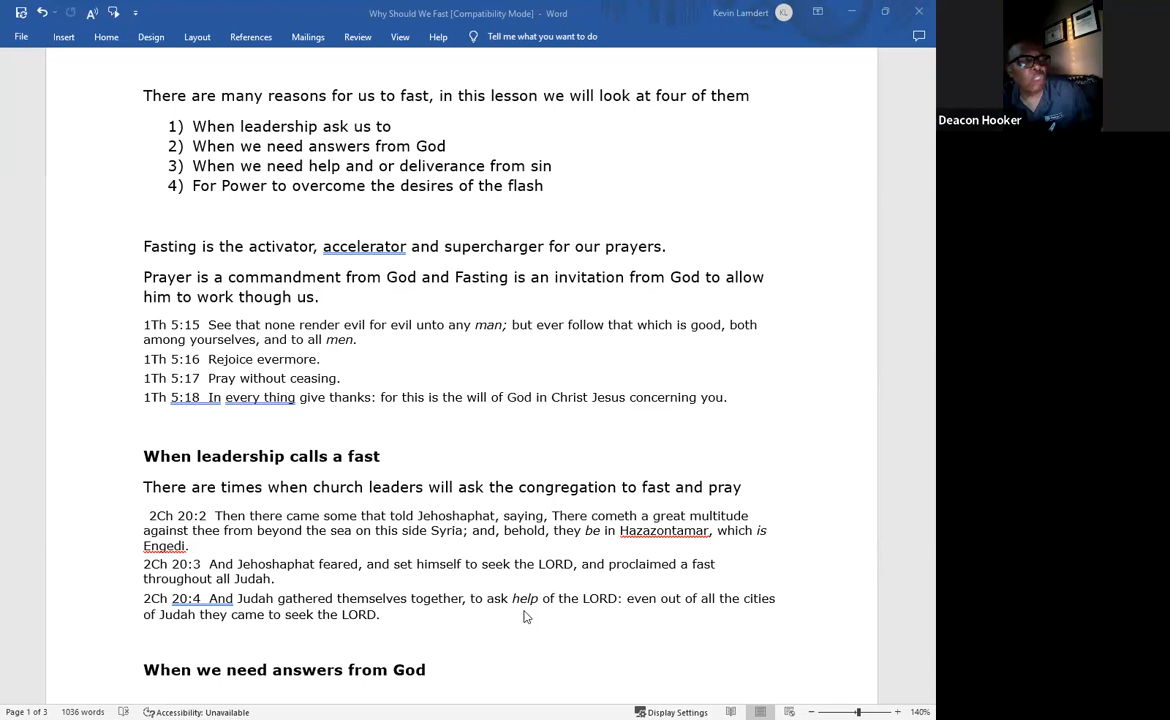 Why Should We Fast [Compatibility Mode] - Word
Kevin Lamdert KL
File Insert Home Design Layout References Mailings Review View Help Tell me what you want to do
There are many reasons for us to fast, in this lesson we will look at four of them
1) When leadership ask us to
2) When we need answers from God
3) When we need help and or deliverance from sin
4) For Power to overcome the desires of the flash
Fasting is the activator, accelerator and supercharger for our prayers.
Prayer is a commandment from God and Fasting is an invitation from God to allow
him to work though us.
1Th 5:15 See that none render evil for evil unto any man; but ever follow that which is good, both
among yourselves, and to all men.
1Th 5:16 Rejoice evermore.
1Th 5:17 Pray without ceasing.
1Th 5:18 In every thing give thanks: for this is the will of God in Christ Jesus concerning you.
When leadership calls a fast
There are times when church leaders will ask the congregation to fast and pray
2Ch 20:2 Then there came some that told Jehoshaphat, saying, There cometh a great multitude
against thee from beyond the sea on this side Syria; and, behold, they be in Hazazontamar, which is
Engedi.
2Ch 20:3 And Jehoshaphat feared, and set himself to seek the LORD, and proclaimed a fast
throughout all Judah.
2Ch 20:4 And Judah gathered themselves together, to ask help of the LORD: even out of all the cities
of Judah they came to seek the LORD.
When we need answers from God
Page 1 of 3 1036 words Accessibility: Unavailable Display Settings 140%
Deacon Hooker